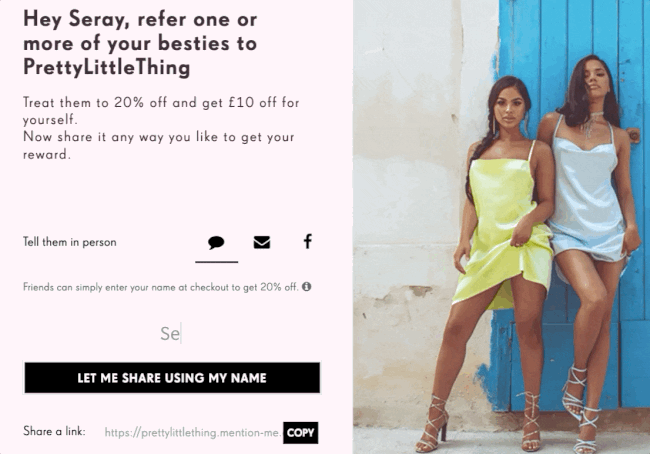 Hey Seray, refer one or
more of your besties to
PrettyLittleThing
Treat them to 20% off and get £10 off for
yourself.
Now share it any way you like to get your
reward.
Tell them in person
Friends can simply enter your name at checkout to get 20% off.
Se
LET ME SHARE USING MY NAME
Share a link: https://prettylittlething.mention-me. COPY